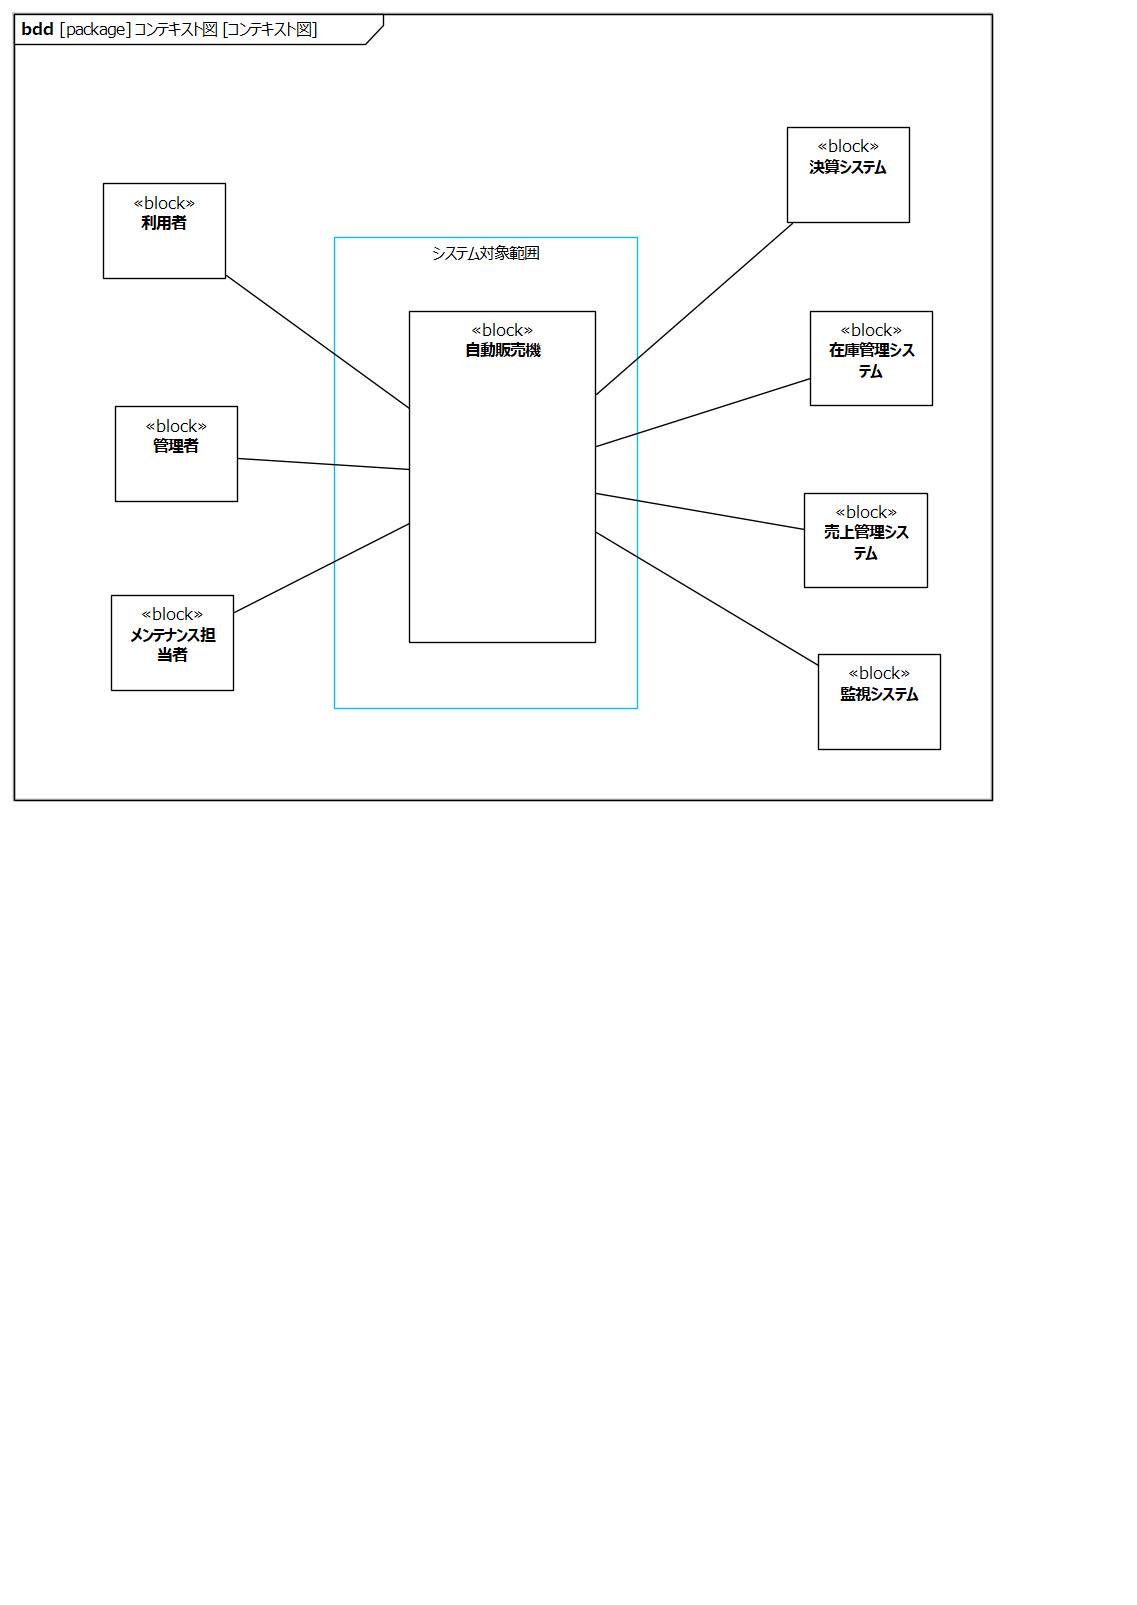 bdd [package] コンテキスト図 [コンテキスト図]
«block»
利用者
«block»
管理者
«block»
メンテナンス担
当者
システム対象範囲
«block»
自動販売機
«block»
決算システム
«block»
在庫管理シス
テム
«block»
売上管理シス
テム
«block»
監視システム